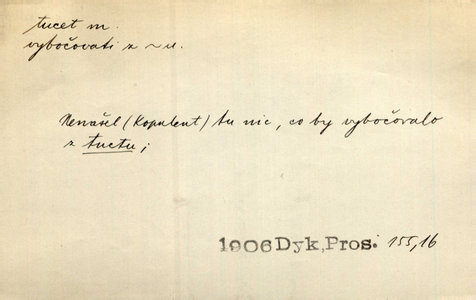 tucet m.
vybočovati z ~u.
Nenašel (Kopulent) tu nic, co by vybočovalo
z tuctu;
1906 Dyk, Pros. 155,16